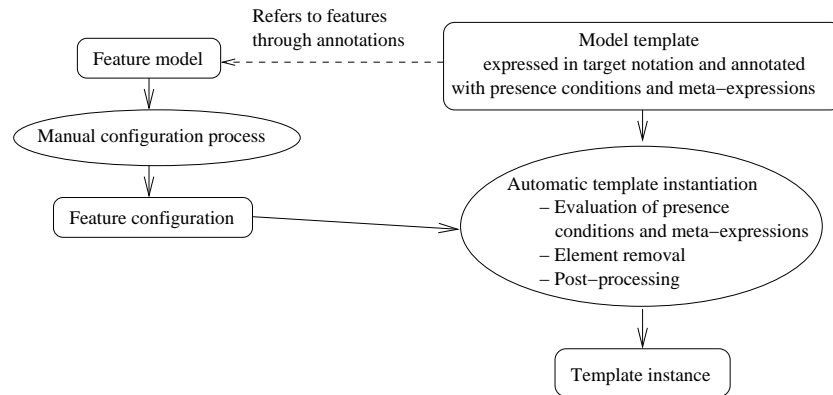 Refers to features
through annotations
Feature model
Model template
expressed in target notation and annotated
with presence conditions and meta−expressions
Manual configuration process
Feature configuration
Automatic template instantiation
− Evaluation of presence
conditions and meta−expressions
− Element removal
− Post−processing
Template instance